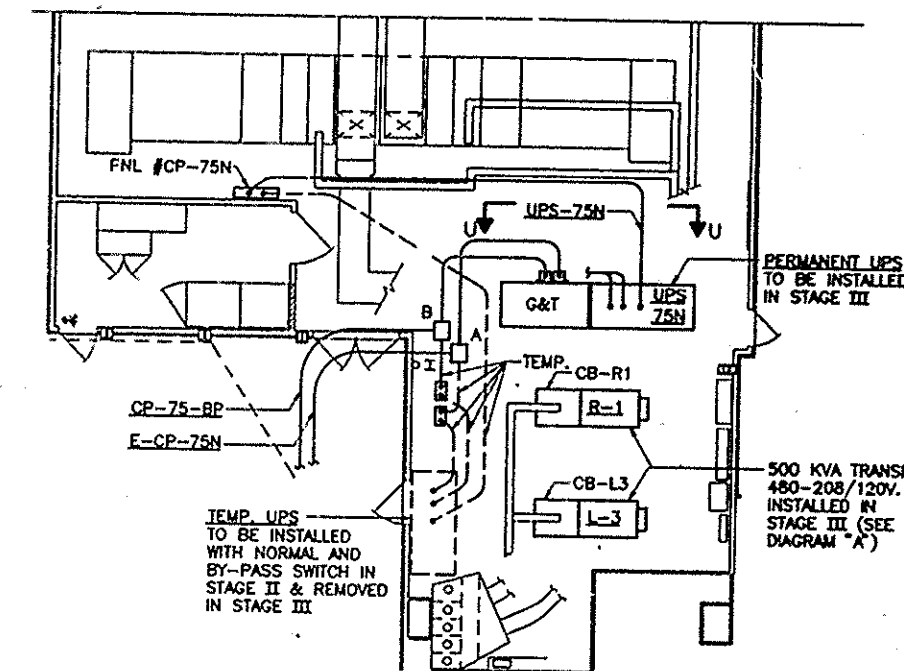 FNL #CP-75N
UPS-75N
U
U
PERMANENT UPS
TO BE INSTALLED
IN STAGE III
G&T
UPS
75N
B
A
H
TEMP.
CB-R1
R-1
CP-75-BP
E-CP-75N
CB-L3
L-3
500 KVA TRANSF
480-208/120V.
INSTALLED IN
STAGE III (SEE
DIAGRAM "A")
TEMP. UPS
TO BE INSTALLED
WITH NORMAL AND
BY-PASS SWITCH IN
STAGE II & REMOVED
IN STAGE III